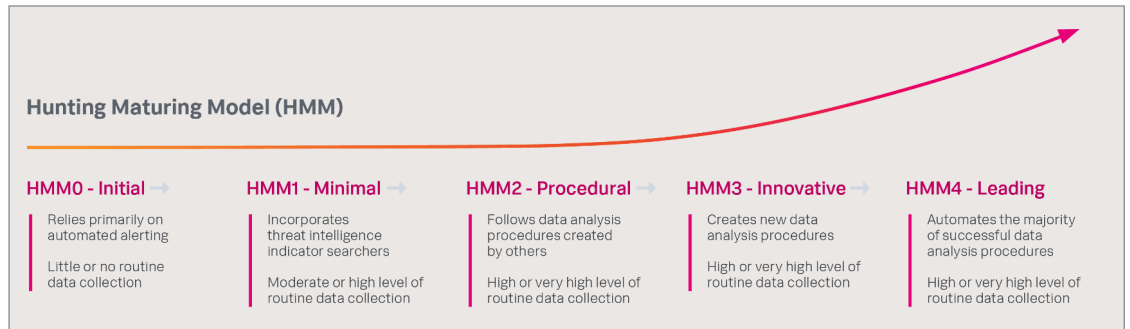 Hunting Maturing Model (HMM)
HMM0 - Initial
Relies primarily on
automated alerting
Little or no routine
data collection
HMM1 - Minimal
Incorporates
threat intelligence
indicator searchers
Moderate or high level of
routine data collection
HMM2 - Procedural
Follows data analysis
procedures created
by others
High or very high level of
routine data collection
HMM3 - Innovative
Creates new data
analysis procedures
High or very high level of
routine data collection
HMM4 - Leading
Automates the majority
of successful data
analysis procedures
High or very high level of
routine data collection